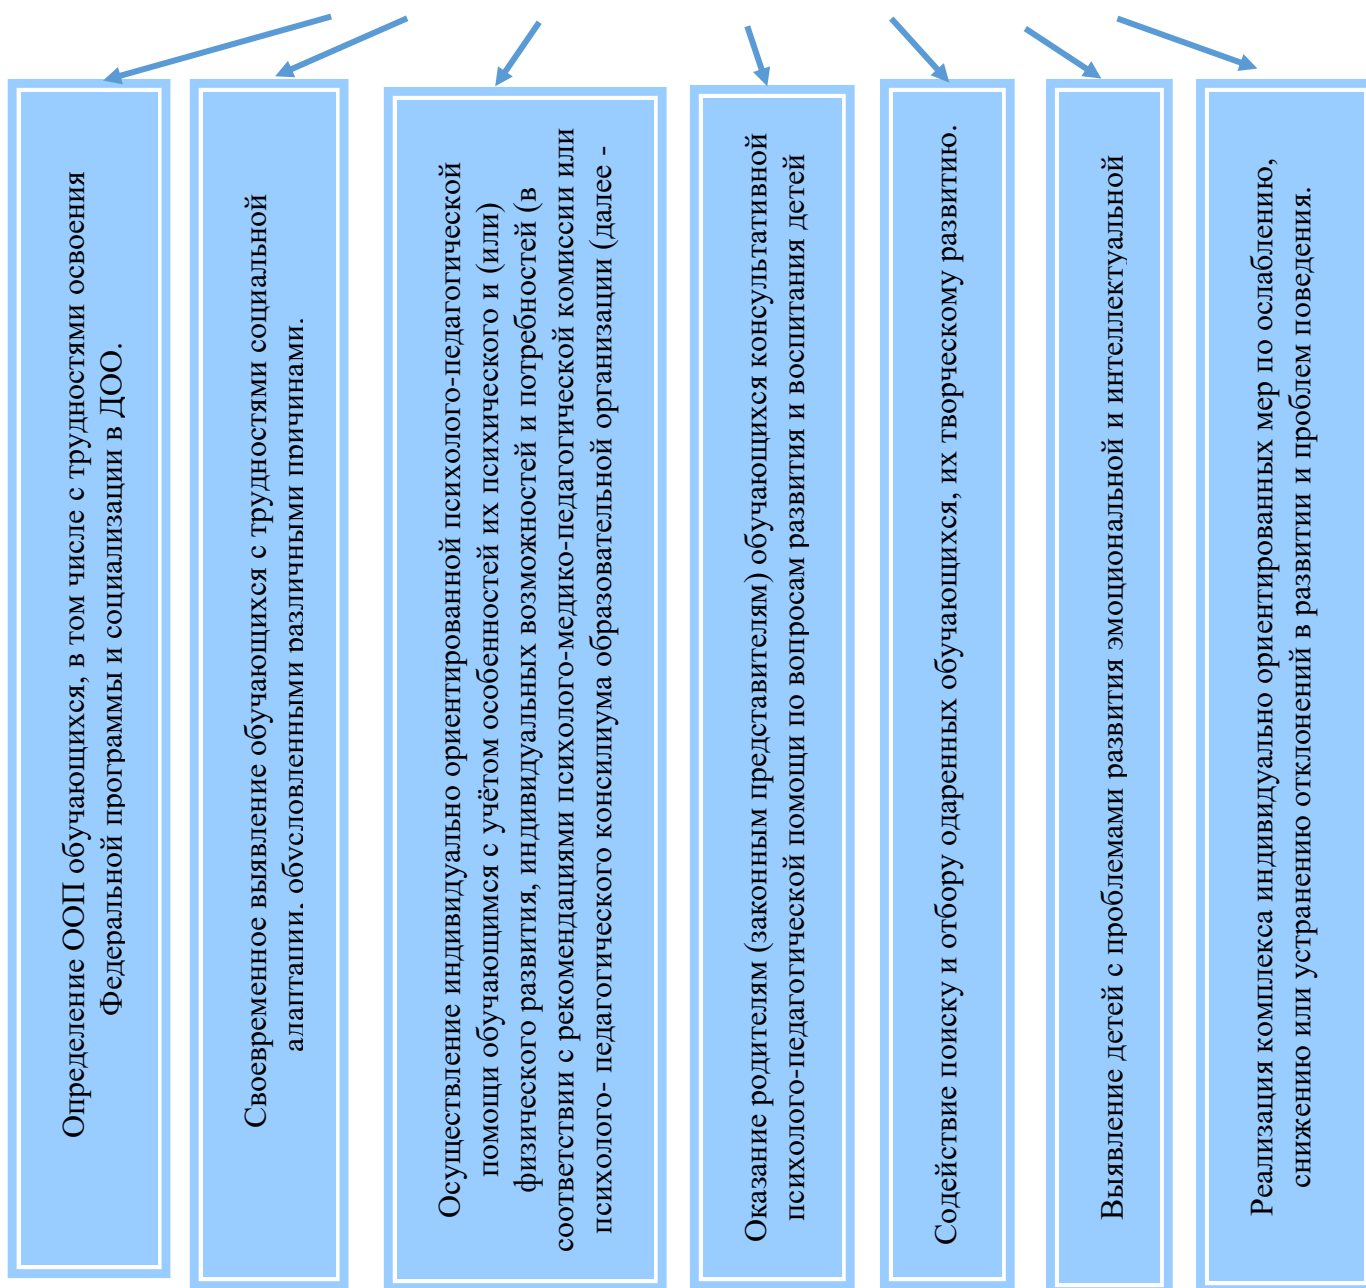 Определение ООП обучающихся, в том числе с трудностями освоения
Федеральной программы и социализации в ДОО.
Своевременное выявление обучающихся с трудностями социальной
адаптации, обусловленными различными причинами.
Осуществление индивидуально ориентированной психолого-педагогической
помощи обучающимся с учётом особенностей их психического и (или)
физического развития, индивидуальных возможностей и потребностей (в
соответствии с рекомендациями психолого-медико-педагогической комиссии или
психолого- педагогического консилиума образовательной организации (далее -
Оказание родителям (законным представителям) обучающихся консультативной
психолого-педагогической помощи по вопросам развития и воспитания детей
Содействие поиску и отбору одаренных обучающихся, их творческому развитию.
Выявление детей с проблемами развития эмоциональной и интеллектуальной
Реализация комплекса индивидуально ориентированных мер по ослаблению,
снижению или устранению отклонений в развитии и проблем поведения.